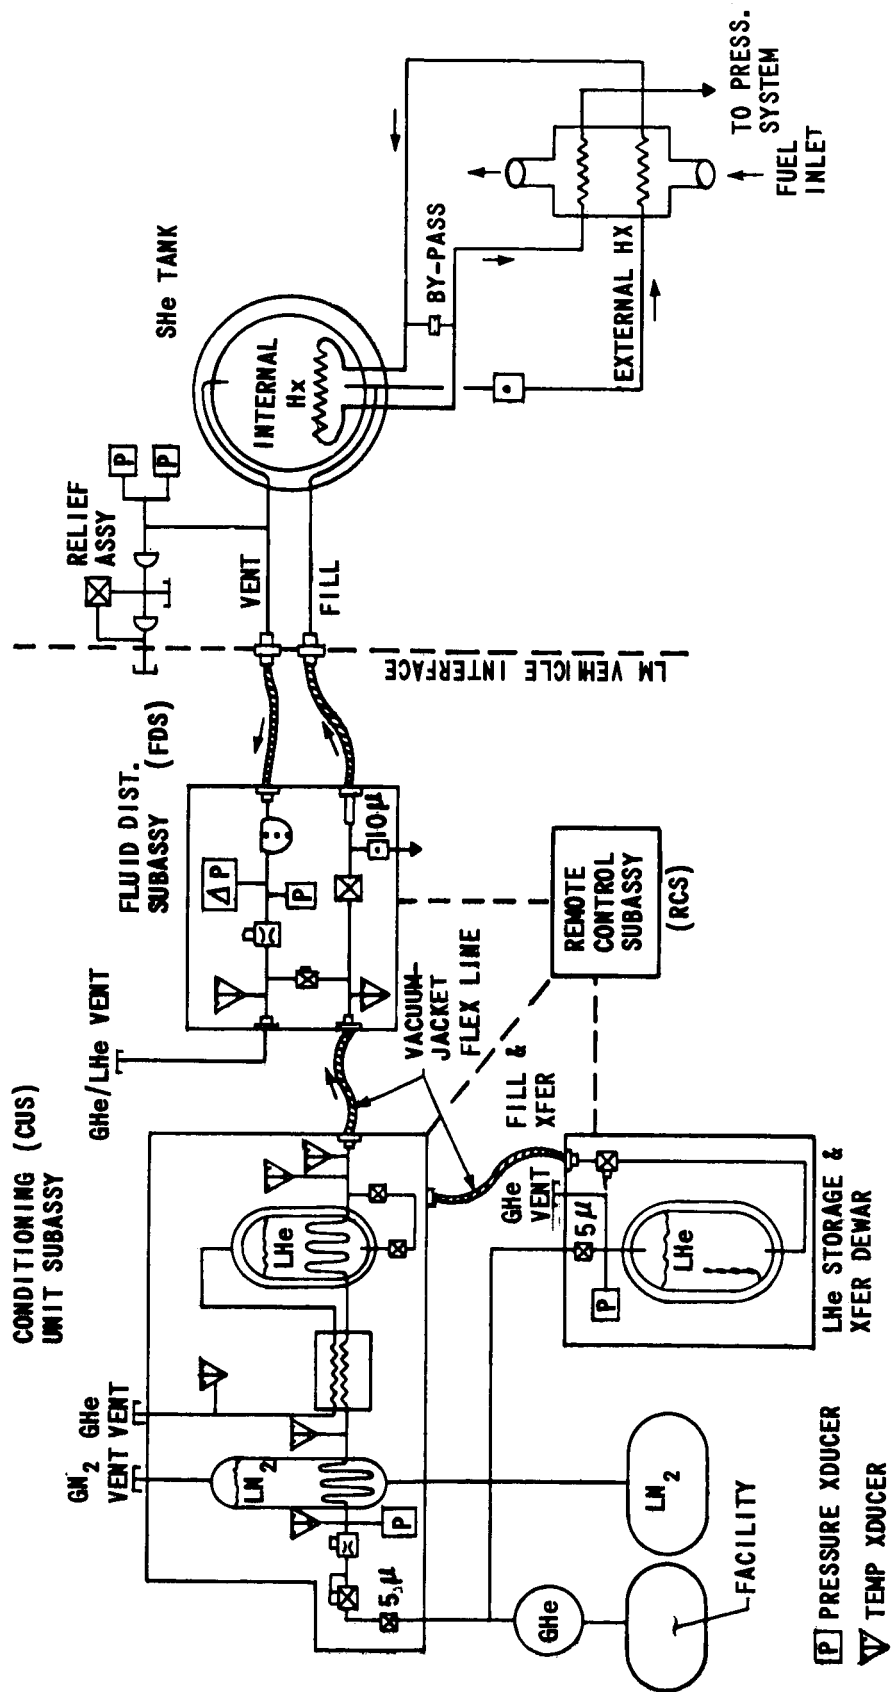 CONDITIONING (CUS)
UNIT SUBASSY
GN2
VENT
GHe
VENT
LN2
P
5µ
LHe
GHe
FACILITY
LN2
P PRESSURE XDUCER
TEMP XDUCER
GHe/LHe VENT
FLUID DIST.
SUBASSY (FDS)
ΔP
P
10µ
VACUUM-
JACKET
FLEX LINE
FILL &
XFER
GHe
VENT
5µ
P
LHe
LHe STORAGE &
XFER DEWAR
REMOTE
CONTROL
SUBASSY
(RCS)
RELIEF
ASSY
P
P
VENT
FILL
LM VEHICLE INTERFACE
SHe TANK
INTERNAL
Hx
BY-PASS
EXTERNAL HX
FUEL
INLET
TO PRESS.
SYSTEM